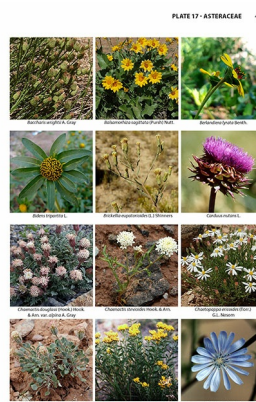 PLATE 17 • ASTERACEAE
Baccharis wrightii A. Gray
Balsamorhiza sagittata (Pursh) Nutt.
Berlandiera lyrata Benth.
Bidens tripartita L.
Brickellia eupatorioides (L.) Shinners
Carduus nutans L.
Chaenactis douglasii (Hook.) Hook.
& Arn. var. alpina A. Gray
Chaenactis stevioides Hook. & Arn.
Chaetopappa ericoides (Torr.)
G.L. Nesom